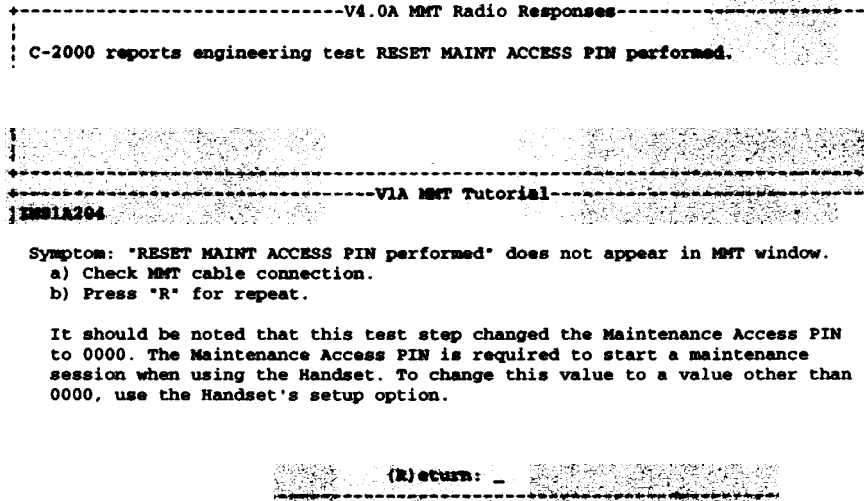 +-----------------------------V4.0A MMT Radio Responses------------------------
C-2000 reports engineering test RESET MAINT ACCESS PIN performed.
+--------------------------------V1A MMT Tutorial------------------------------
Symptom: "RESET MAINT ACCESS PIN performed" does not appear in MMT window.
a) Check MMT cable connection.
b) Press "R" for repeat.
It should be noted that this test step changed the Maintenance Access PIN
to 0000. The Maintenance Access PIN is required to start a maintenance
session when using the Handset. To change this value to a value other than
0000, use the Handset's setup option.
(R)eturn: _